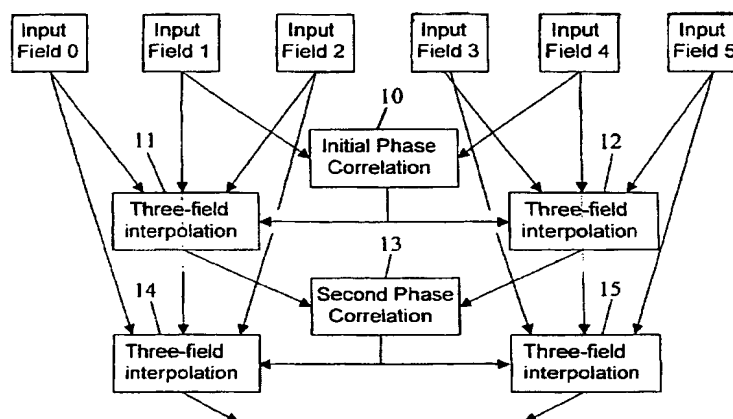 Input
Field 0
Input
Field 1
Input
Field 2
Input
Field 3
Input
Field 4
Input
Field 5
10
11
Initial Phase
Correlation
12
Three-field
interpolation
Three-field
interpolation
13
14
Second Phase
Correlation
15
Three-field
interpolation
Three-field
interpolation